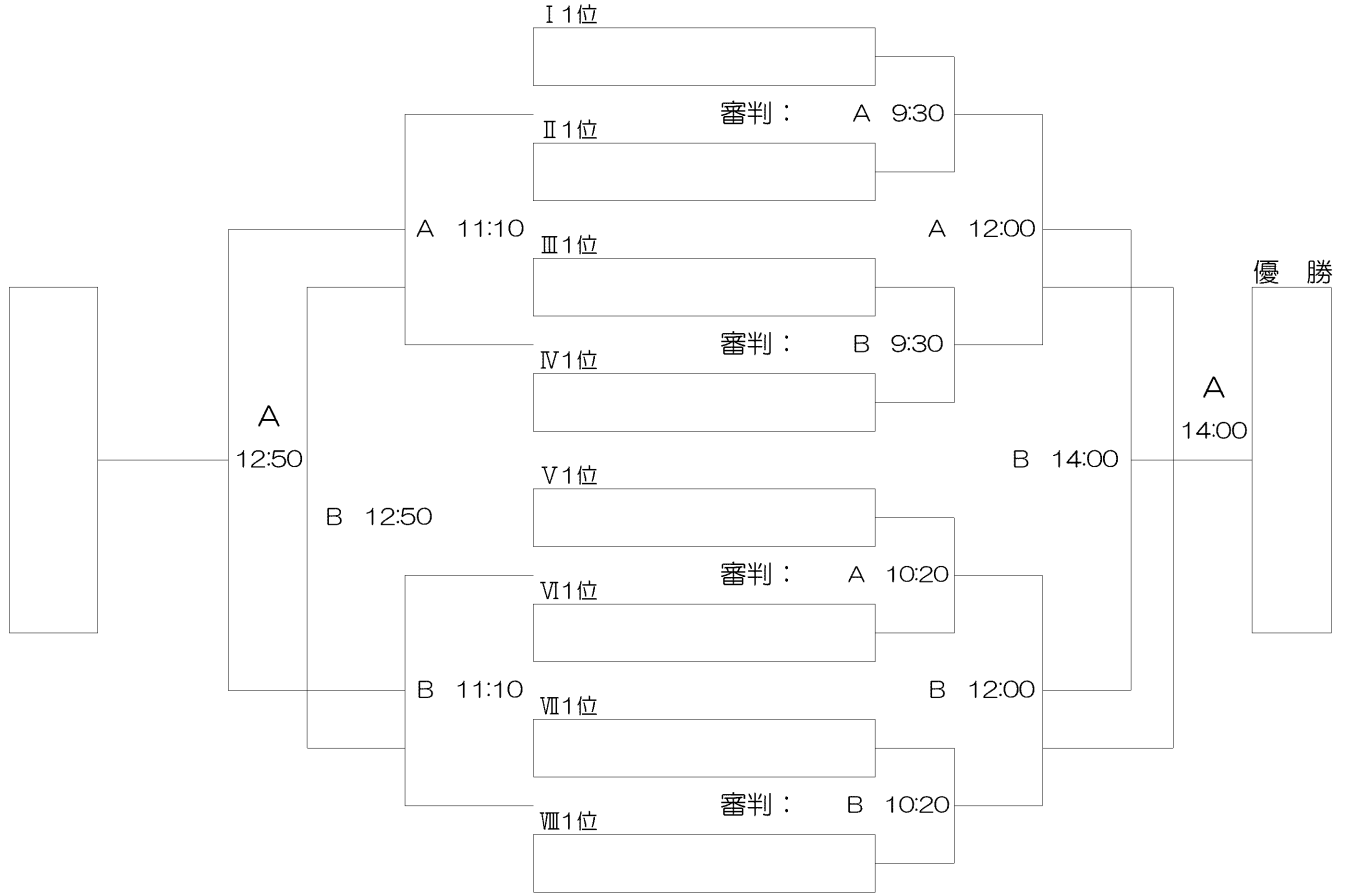 Ⅰ1位
審判： A 9:30
Ⅱ1位
A 11:10
A 12:00
Ⅲ1位
優 勝
審判： B 9:30
Ⅳ1位
A
14:00
A
12:50
B 14:00
Ⅴ1位
B 12:50
審判： A 10:20
Ⅵ1位
B 11:10
B 12:00
Ⅶ1位
審判： B 10:20
Ⅷ1位